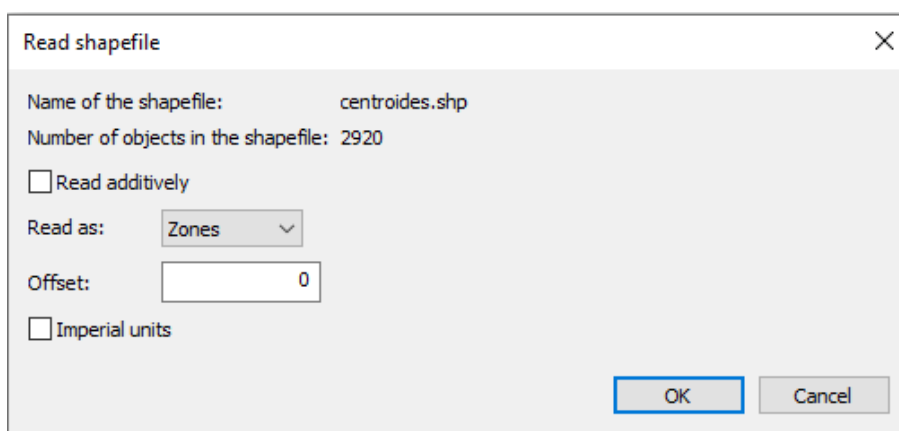 Read shapefile
Name of the shapefile: centroides.shp
Number of objects in the shapefile: 2920
Read additively
Read as: Zones
Offset: 0
Imperial units
OK Cancel